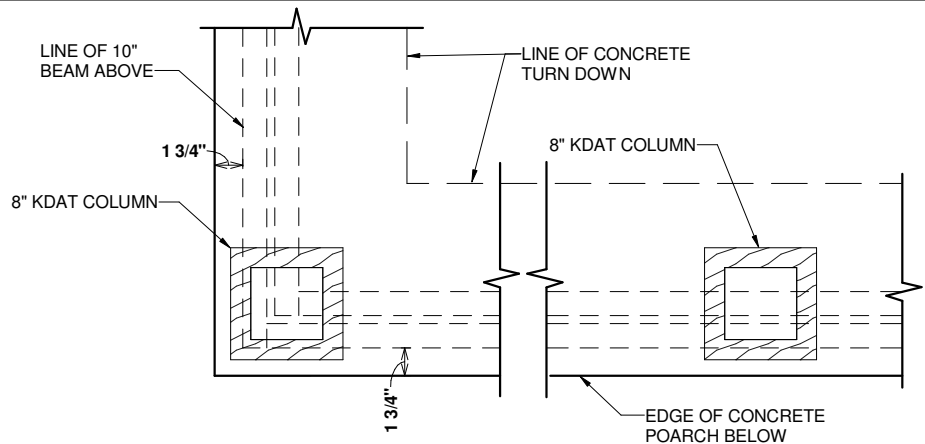 LINE OF 10"
BEAM ABOVE
LINE OF CONCRETE
TURN DOWN
1 3/4"
8" KDAT COLUMN
8" KDAT COLUMN
1 3/4"
EDGE OF CONCRETE
POARCH BELOW